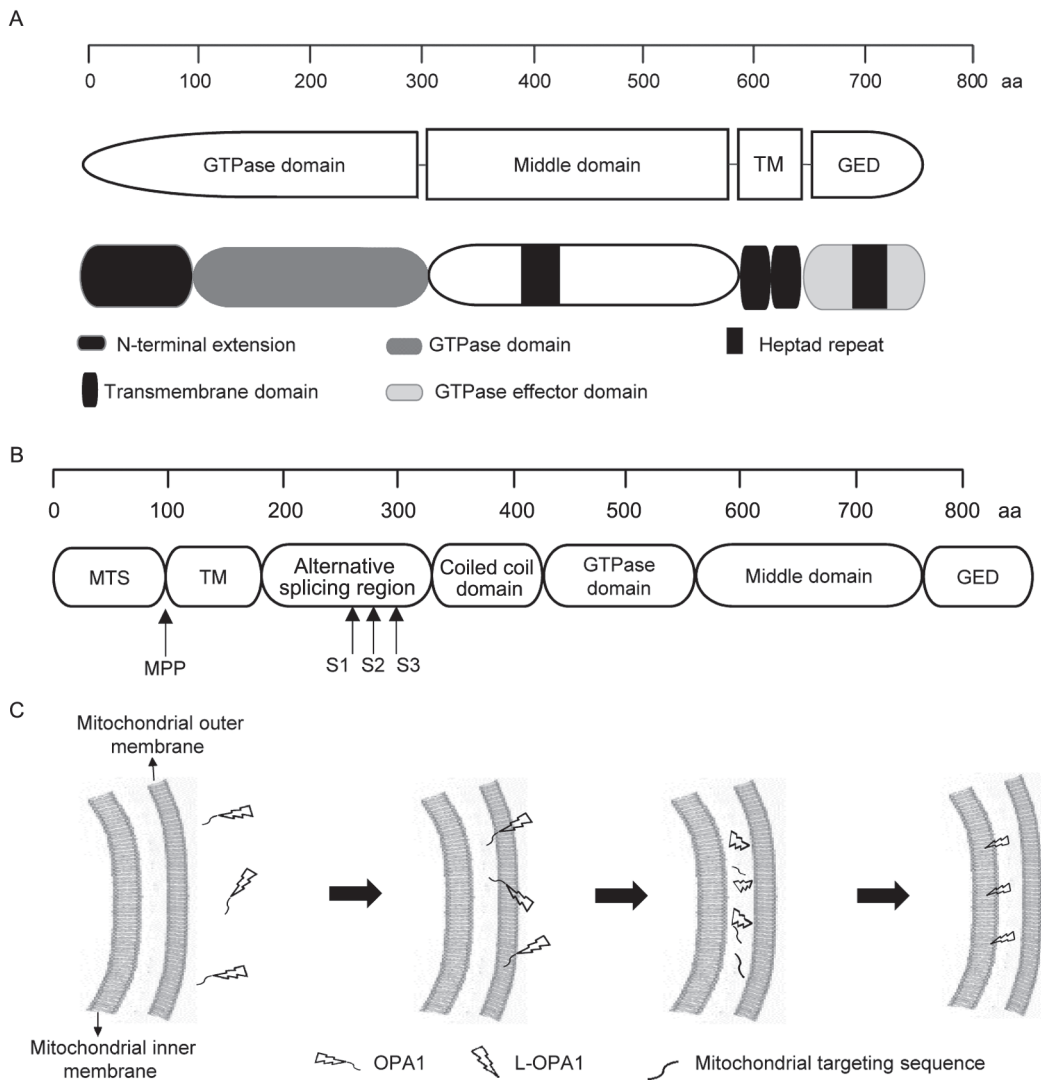 A
0 100 200 300 400 500 600 700 800 aa
GTPase domain Middle domain TM GED
N-terminal extension GTPase domain Heptad repeat
Transmembrane domain GTPase effector domain
B
0 100 200 300 400 500 600 700 800 aa
MTS TM Alternative splicing region Coiled coil domain GTPase domain Middle domain GED
MPP S1 S2 S3
C
Mitochondrial outer
membrane
Mitochondrial inner
membrane
OPA1 L-OPA1 Mitochondrial targeting sequence